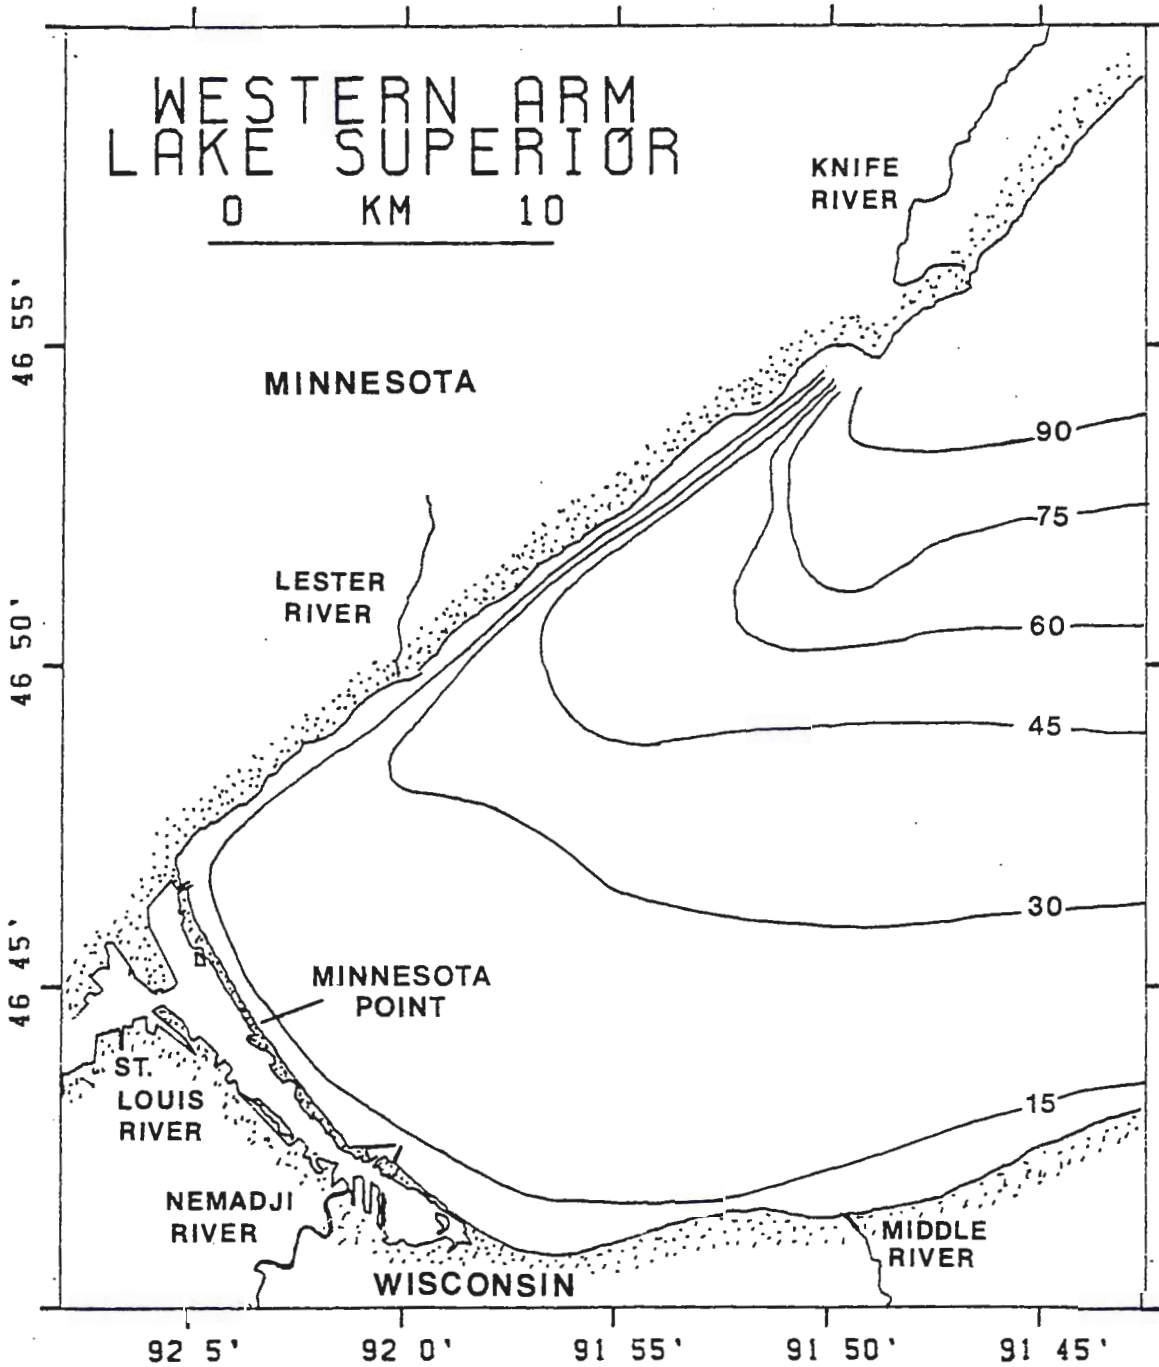 WESTERN ARM
LAKE SUPERIOR
0 KM 10
KNIFE
RIVER
46 55'
MINNESOTA
90
75
LESTER
RIVER
46 50'
60
45
30
46 45'
MINNESOTA
POINT
ST.
LOUIS
RIVER
15
NEMADJI
RIVER
MIDDLE
RIVER
WISCONSIN
92 5' 92 0' 91 55' 91 50' 91 45'